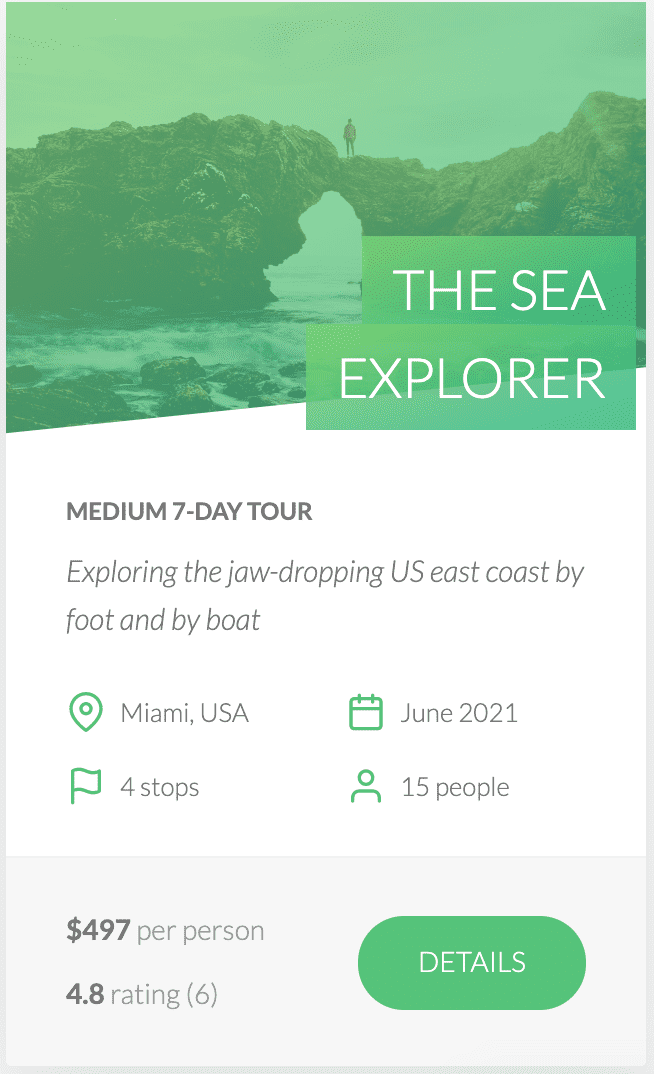 THE SEA
EXPLORER
MEDIUM 7-DAY TOUR
Exploring the jaw-dropping US east coast by
foot and by boat
Miami, USA
June 2021
4 stops
15 people
$497 per person
4.8 rating (6)
DETAILS